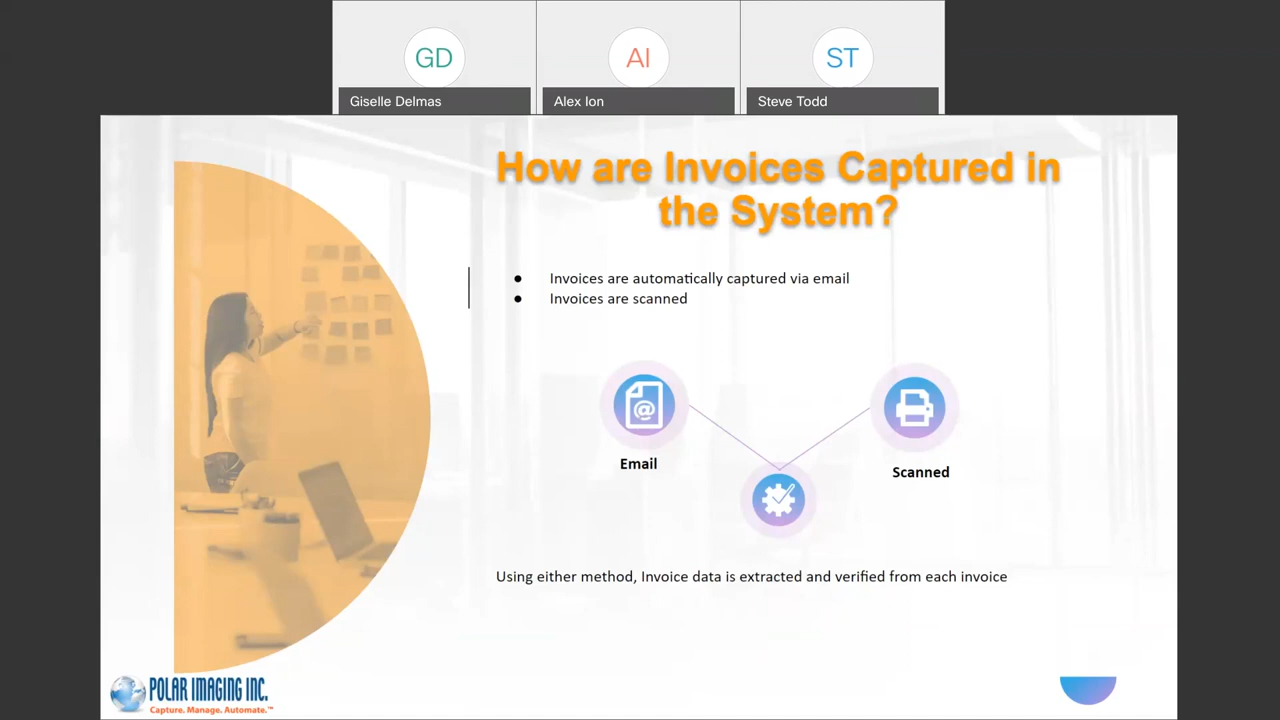 GD
AI
ST
Giselle Delmas
Alex Ion
Steve Todd
How are Invoices Captured in
the System?
● Invoices are automatically captured via email
● Invoices are scanned
@
Email
Scanned
Using either method, Invoice data is extracted and verified from each invoice
POLAR IMAGING INC.
Capture. Manage. Automate.™